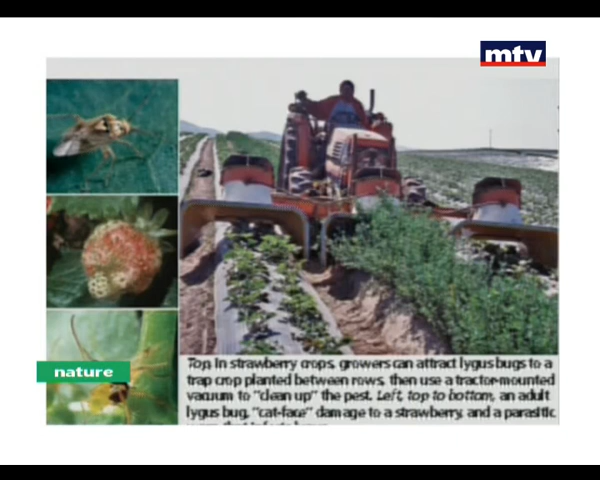 mtv
Top, In strawberry crops, growers can attract lygus bugs to a
trap crop planted between rows, then use a tractor-mounted
vacuum to "clean up" the pest. Left, top to bottom, an adult
lygus bug, "cat-face" damage to a strawberry, and a parasitic
nature